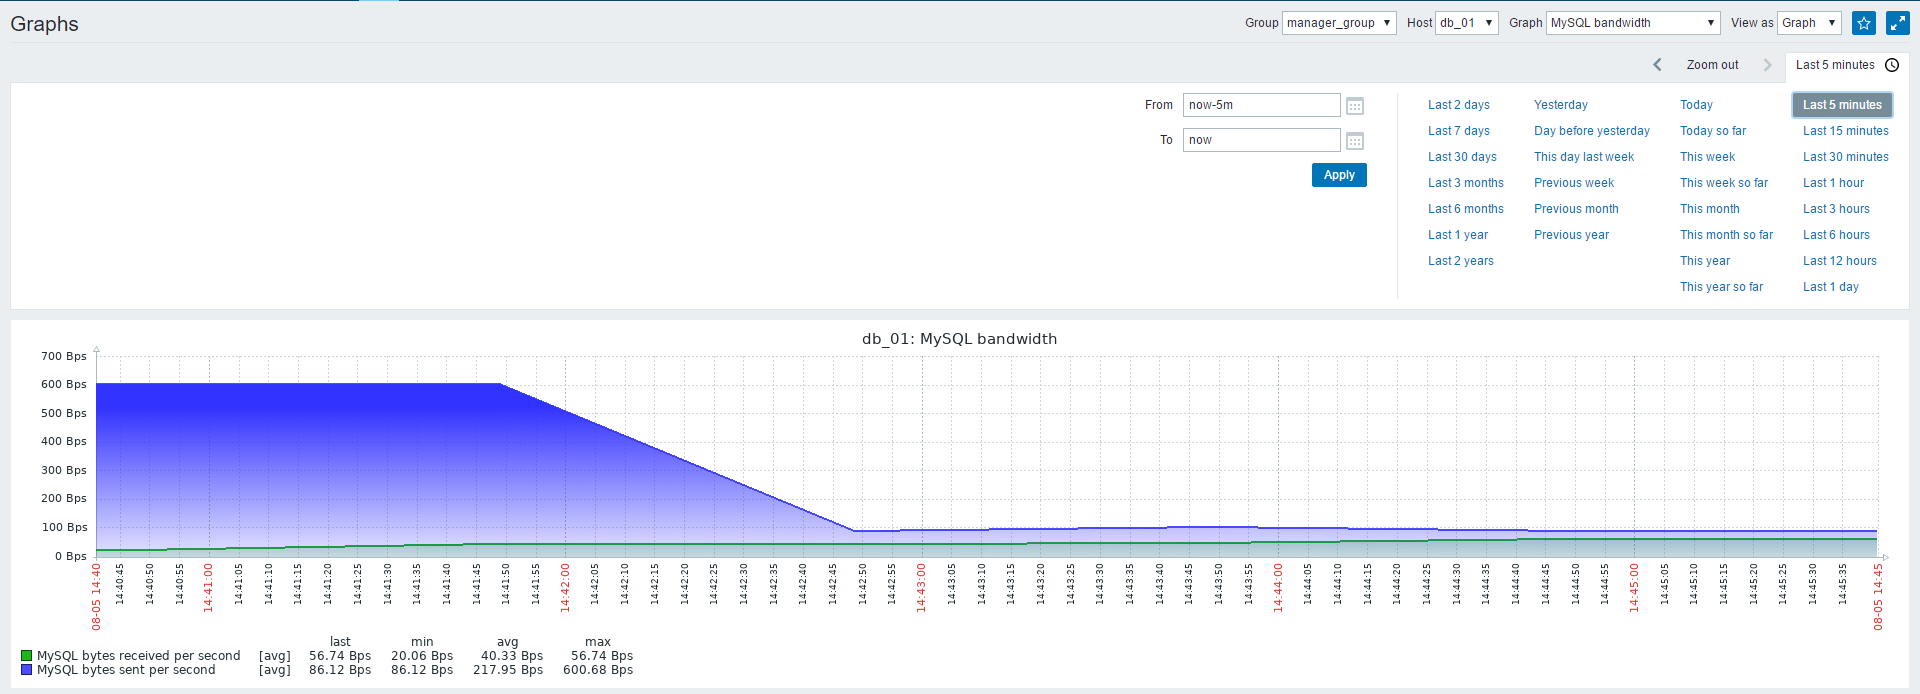 Graphs
Group manager_group Host db_01 Graph MySQL bandwidth View as Graph
Zoom out Last 5 minutes
From now-5m
To now
Apply
Last 2 days Yesterday Today Last 5 minutes
Last 7 days Day before yesterday Today so far Last 15 minutes
Last 30 days This day last week This week Last 30 minutes
Last 3 months Previous week This week so far Last 1 hour
Last 6 months Previous month This month Last 3 hours
Last 1 year Previous year This month so far Last 6 hours
Last 2 years This year Last 12 hours
This year so far Last 1 day
db_01: MySQL bandwidth
700 Bps
600 Bps
500 Bps
400 Bps
300 Bps
200 Bps
100 Bps
0 Bps
08-05 14:40 14:40:45 14:40:50 14:40:55 14:41:00 14:41:05 14:41:10 14:41:15 14:41:20 14:41:25 14:41:30 14:41:35 14:41:40 14:41:45 14:41:50 14:41:55 14:42:00 14:42:05 14:42:10 14:42:15 14:42:20 14:42:25 14:42:30 14:42:35 14:42:40 14:42:45 14:42:50 14:42:55 14:43:00 14:43:05 14:43:10 14:43:15 14:43:20 14:43:25 14:43:30 14:43:35 14:43:40 14:43:45 14:43:50 14:43:55 14:44:00 14:44:05 14:44:10 14:44:15 14:44:20 14:44:25 14:44:30 14:44:35 14:44:40 14:44:45 14:44:50 14:44:55 14:45:00 14:45:05 14:45:10 14:45:15 14:45:20 14:45:25 14:45:30 14:45:35 08-05 14:45
last min avg max
MySQL bytes received per second [avg] 56.74 Bps 20.06 Bps 40.33 Bps 56.74 Bps
MySQL bytes sent per second [avg] 86.12 Bps 86.12 Bps 217.95 Bps 600.68 Bps